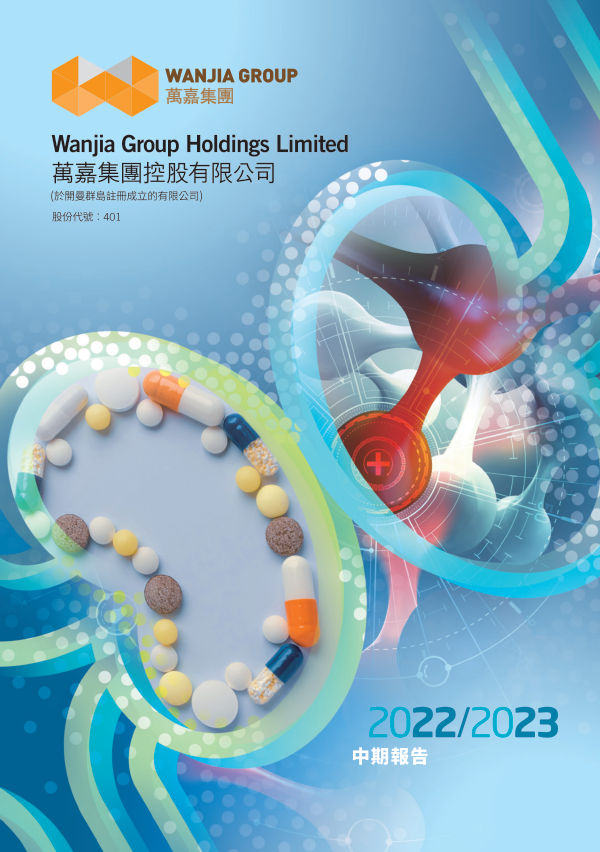 WANJIA GROUP
萬嘉集團
Wanjia Group Holdings Limited
萬嘉集團控股有限公司
(於開曼群島註冊成立的有限公司)
股份代號：401
2022/2023
中期報告